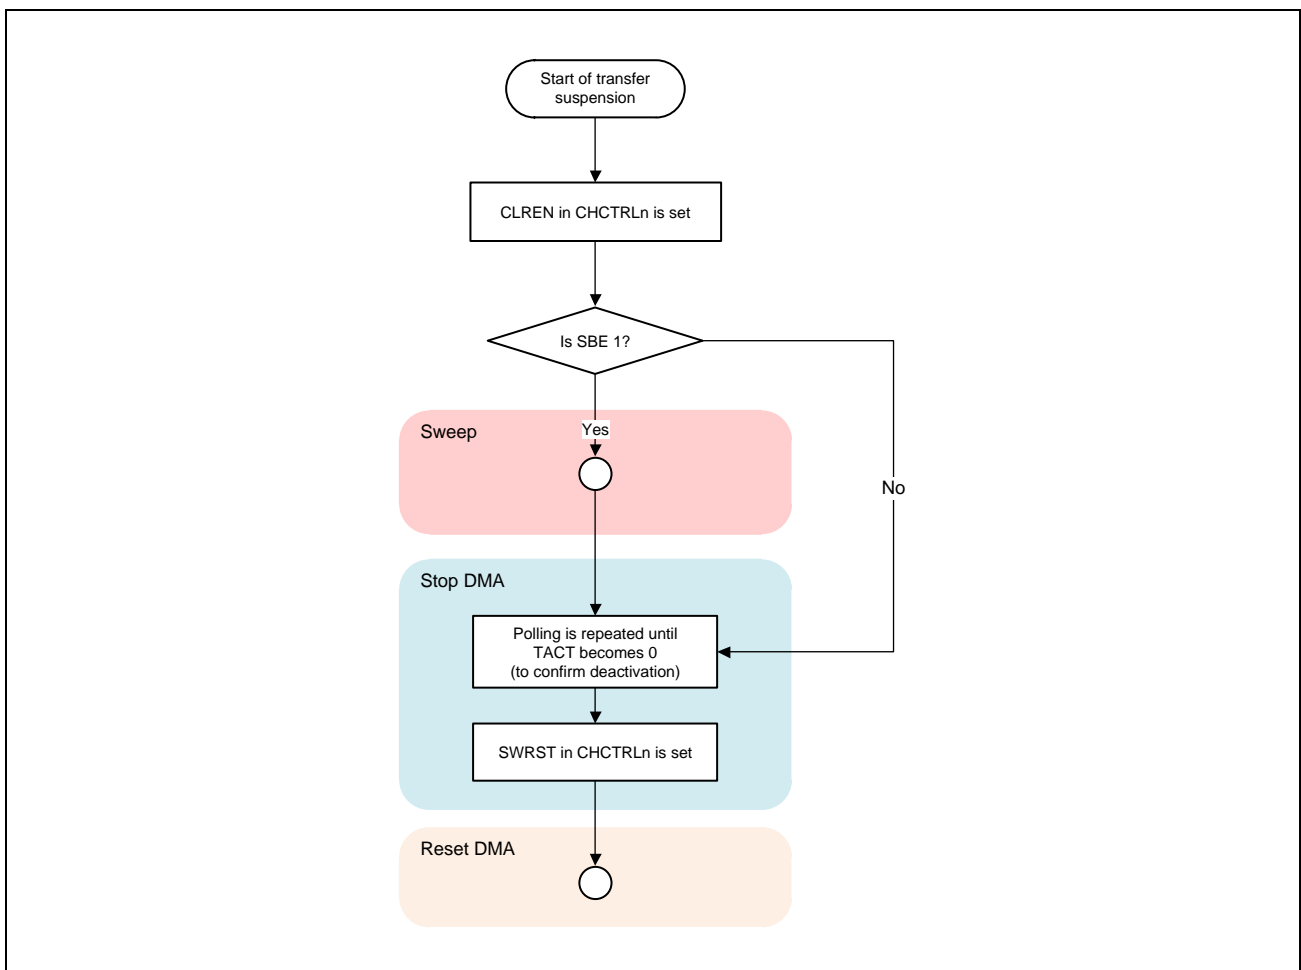 Start of transfer
suspension
CLREN in CHCTRLn is set
Is SBE 1?
Sweep
Yes
No
Stop DMA
Polling is repeated until
TACT becomes 0
(to confirm deactivation)
SWRST in CHCTRLn is set
Reset DMA